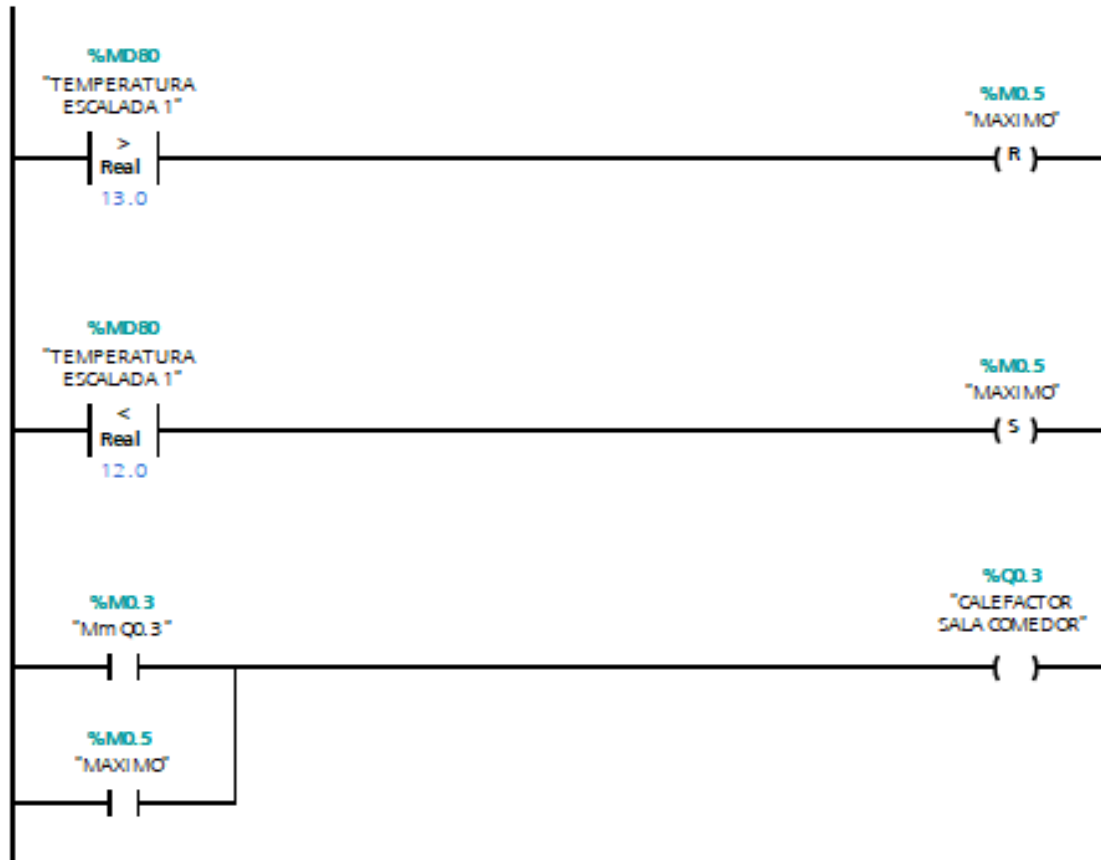 %MD80
"TEMPERATURA
ESCALADA 1"
>
Real
13.0
%M0.5
"MAXIMO"
( R )
%MD80
"TEMPERATURA
ESCALADA 1"
<
Real
12.0
%M0.5
"MAXIMO"
( S )
%M0.3
"Mm Q0.3"
%Q0.3
"CALEFACTOR
SALA COMEDOR"
( )
%M0.5
"MAXIMO"